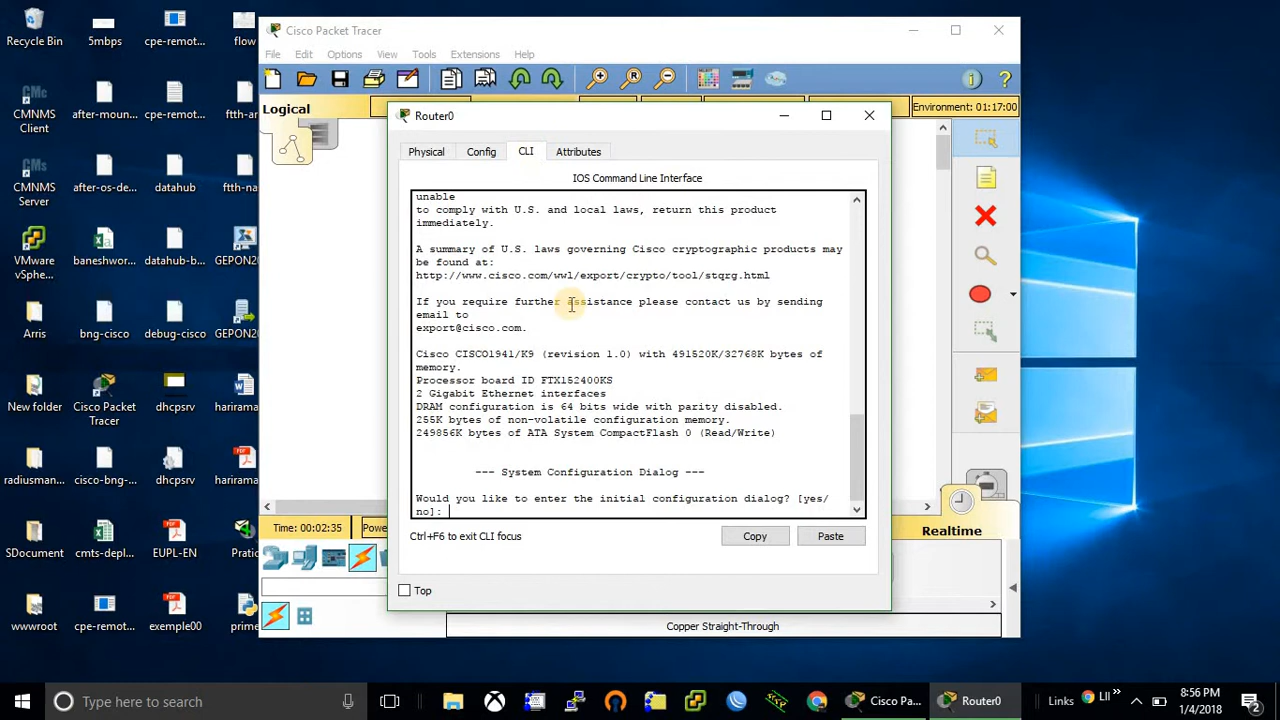 Recycle Bin
5mbps
cpe-remot...
flow
CMNMS
Client
after-moun...
cpe-remot...
ftth-ar
CMNMS
Server
after-os-de...
datahub
ftth-nas
VMware
vSphe...
baneshwor...
datahub-b...
GEPON20
Arris
bng-cisco
debug-cisco
GEPON20
New folder
Cisco Packet
Tracer
dhcpsrv
harirama
radiusman...
cisco-bng-...
dhcpsrv
harirama
SDocument
cmts-depl...
EUPL-EN
Pratic
wwwroot
cpe-remot...
exemple00
prime
Cisco Packet Tracer
File Edit Options View Tools Extensions Help
Logical
Environment: 01:17:00
Router0
Physical Config CLI Attributes
IOS Command Line Interface
unable
to comply with U.S. and local laws, return this product
immediately.
A summary of U.S. laws governing Cisco cryptographic products may
be found at:
http://www.cisco.com/wwl/export/crypto/tool/stqrg.html
If you require further assistance please contact us by sending
email to
export@cisco.com.
Cisco CISCO1941/K9 (revision 1.0) with 491520K/32768K bytes of
memory.
Processor board ID FTX152400KS
2 Gigabit Ethernet interfaces
DRAM configuration is 64 bits wide with parity disabled.
255K bytes of non-volatile configuration memory.
249856K bytes of ATA System CompactFlash 0 (Read/Write)
--- System Configuration Dialog ---
Would you like to enter the initial configuration dialog? [yes/
no]:
Ctrl+F6 to exit CLI focus
Copy Paste
Top
Time: 00:02:35 Powe
Realtime
Copper Straight-Through
Type here to search
Cisco Pa...
Router0
Links
LII
8:56 PM
1/4/2018